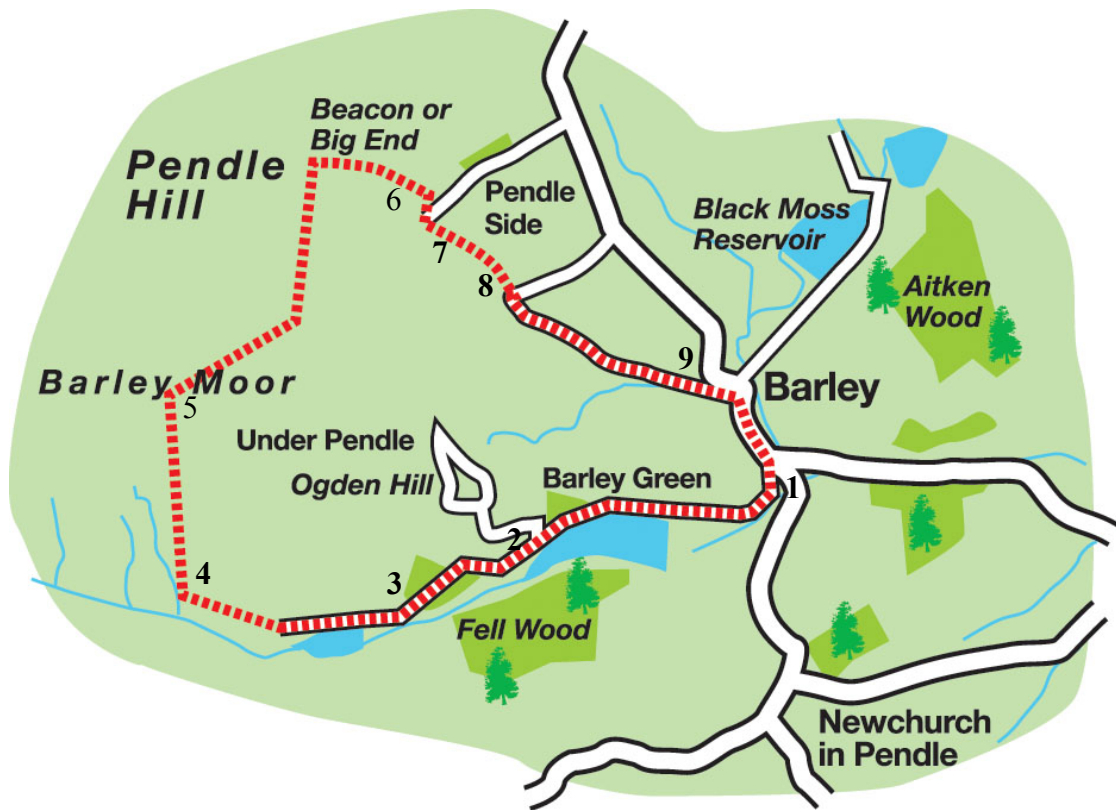 Beacon or
Big End
Pendle
Hill
6
Pendle
Side
7
8
Black Moss
Reservoir
Aitken
Wood
9
Barley Moor
5
Barley
Under Pendle
Ogden Hill
Barley Green
1
2
4
3
Fell Wood
Newchurch
in Pendle